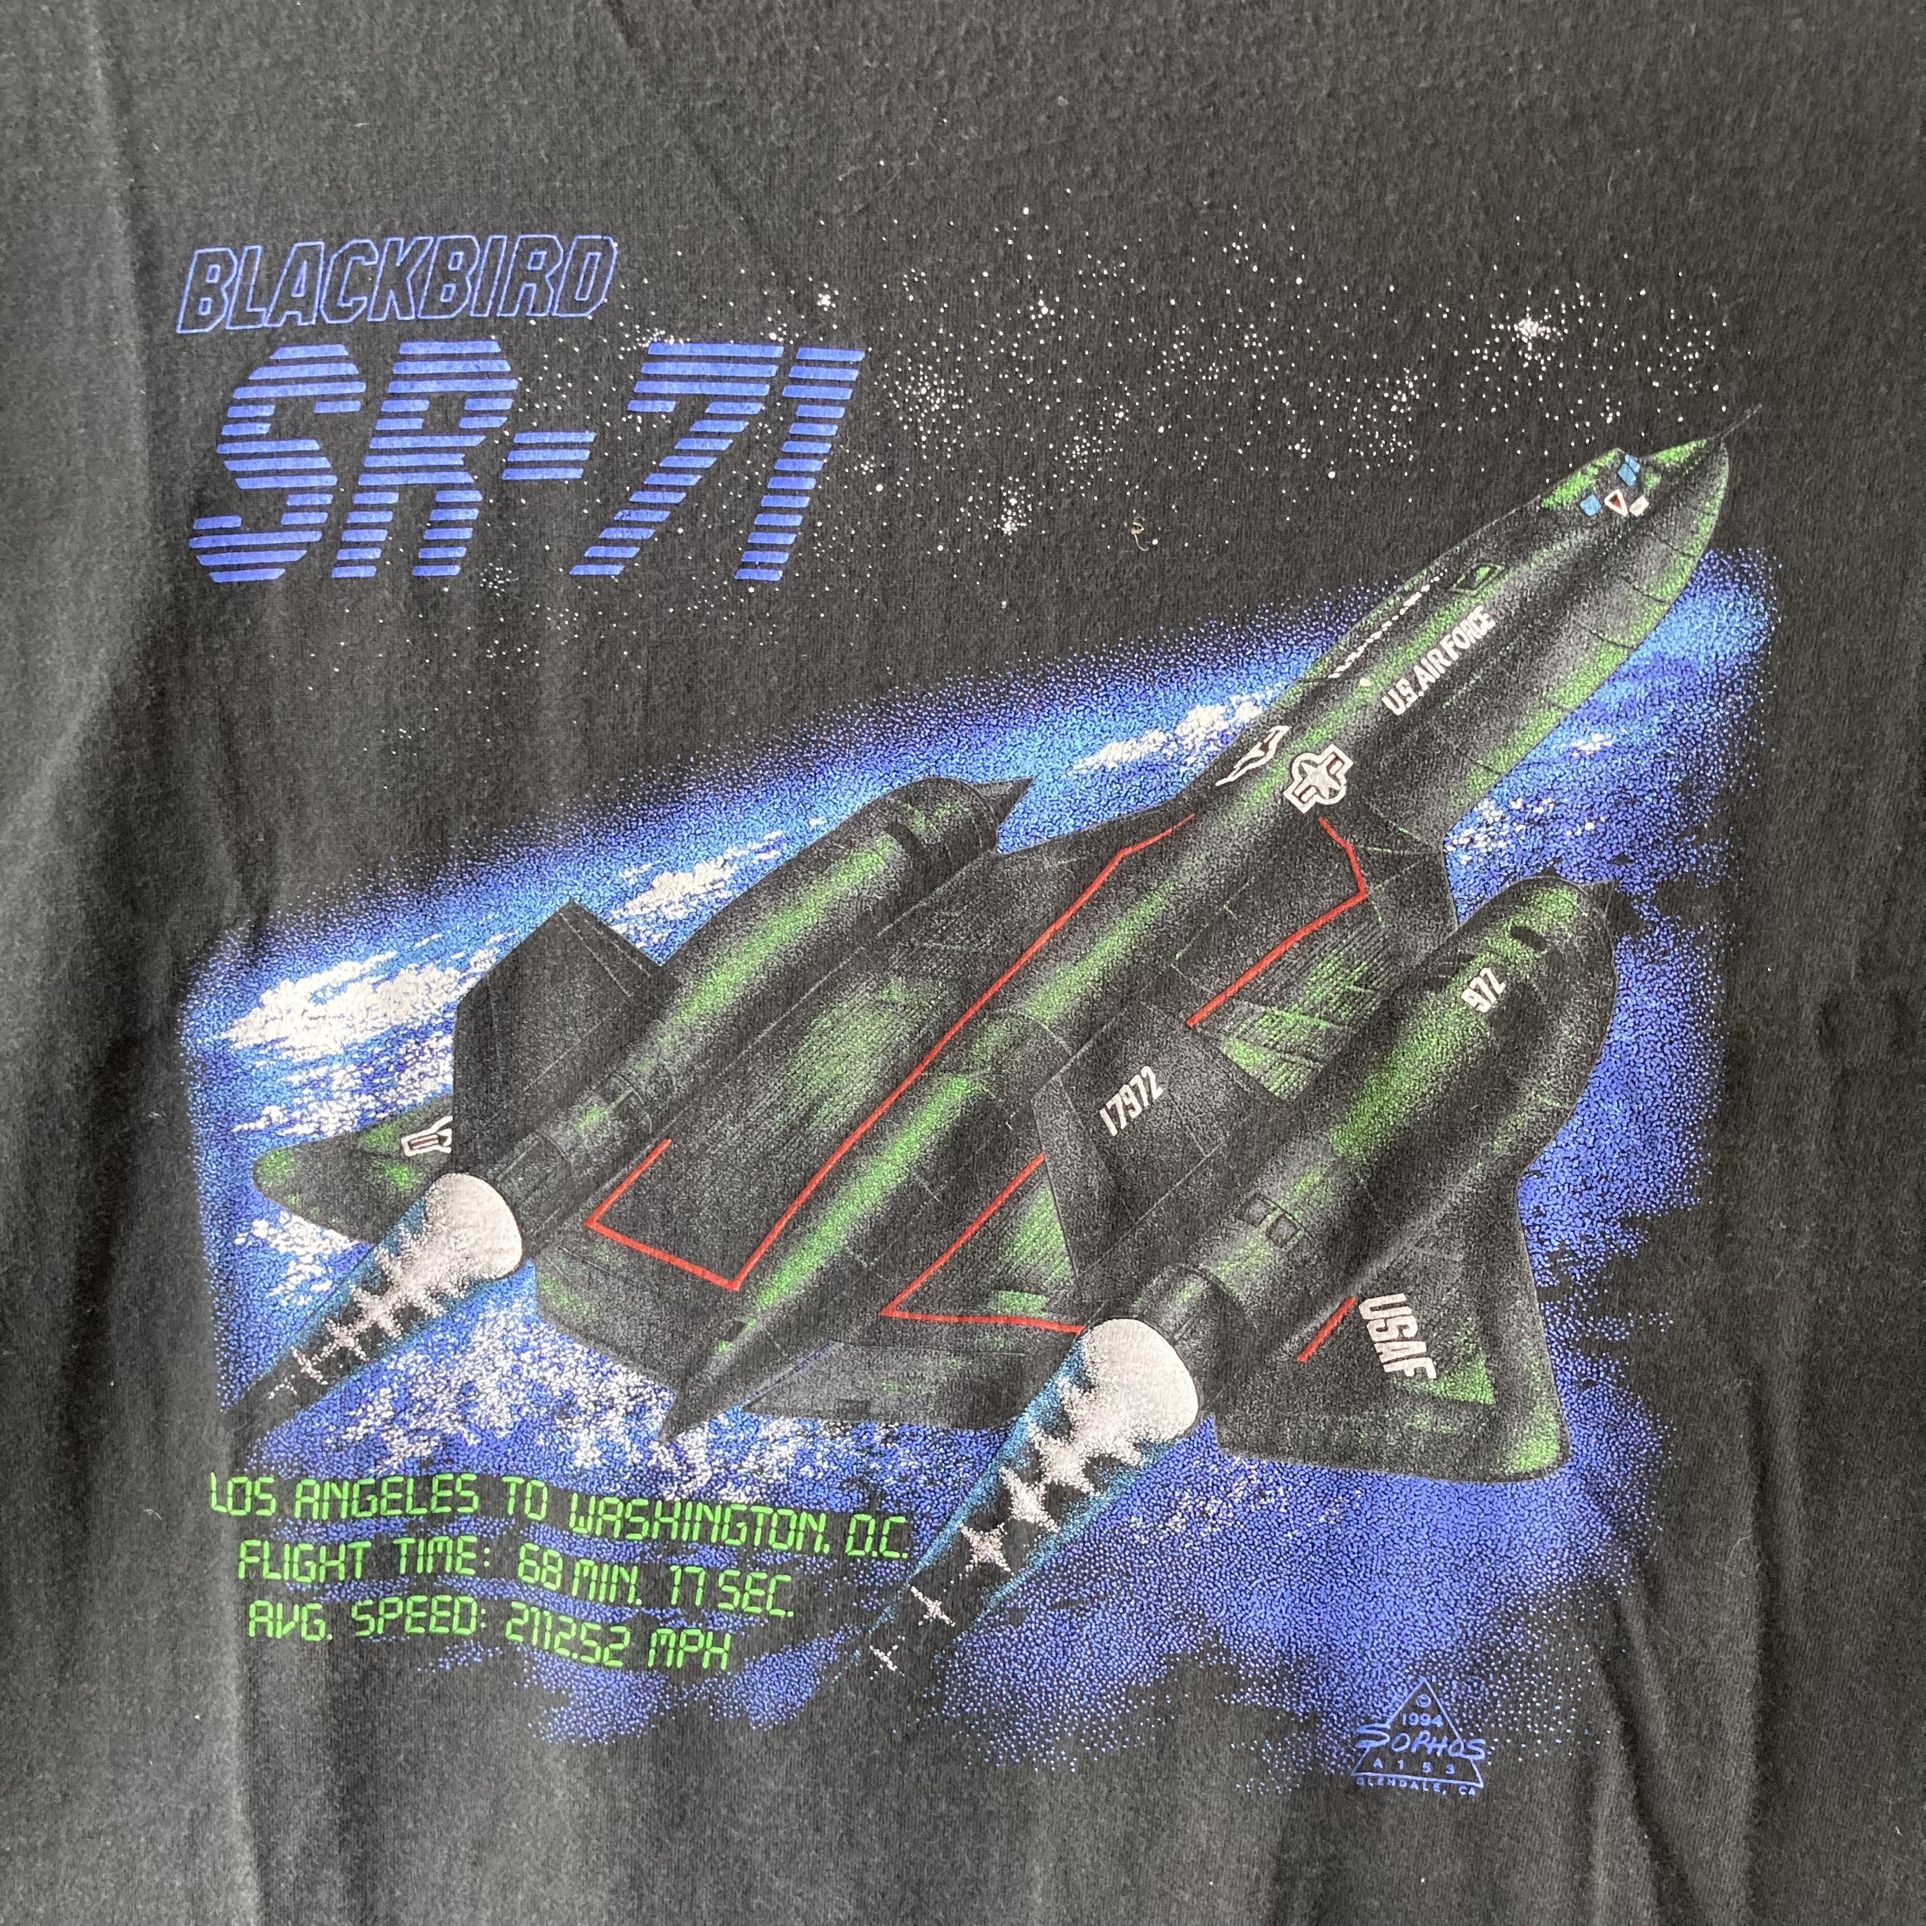 BLACKBIRD
SR-71
U.S. AIR FORCE
972
17972
USAF
LOS ANGELES TO WASHINGTON, D.C.
FLIGHT TIME: 68 MIN. 17 SEC.
AVG. SPEED: 2112.52 MPH
©
1994
SOPHOS
A153
GLENDALE, CA